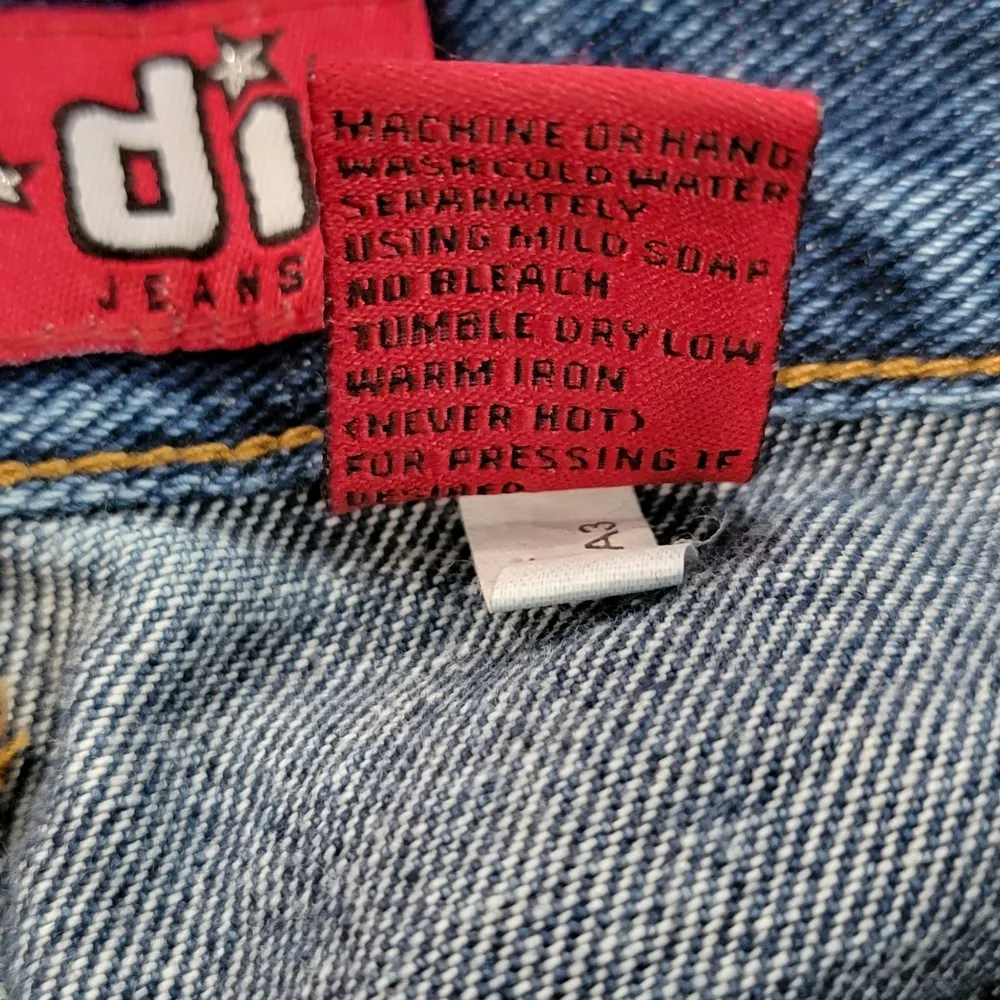 di
JEANS
MACHINE OR HAND
WASH COLD WATER
SEPARATELY
USING MILD SOAP
NO BLEACH
TUMBLE DRY LOW
WARM IRON
<NEVER HOT>
FOR PRESSING IF
DESIRED
A3